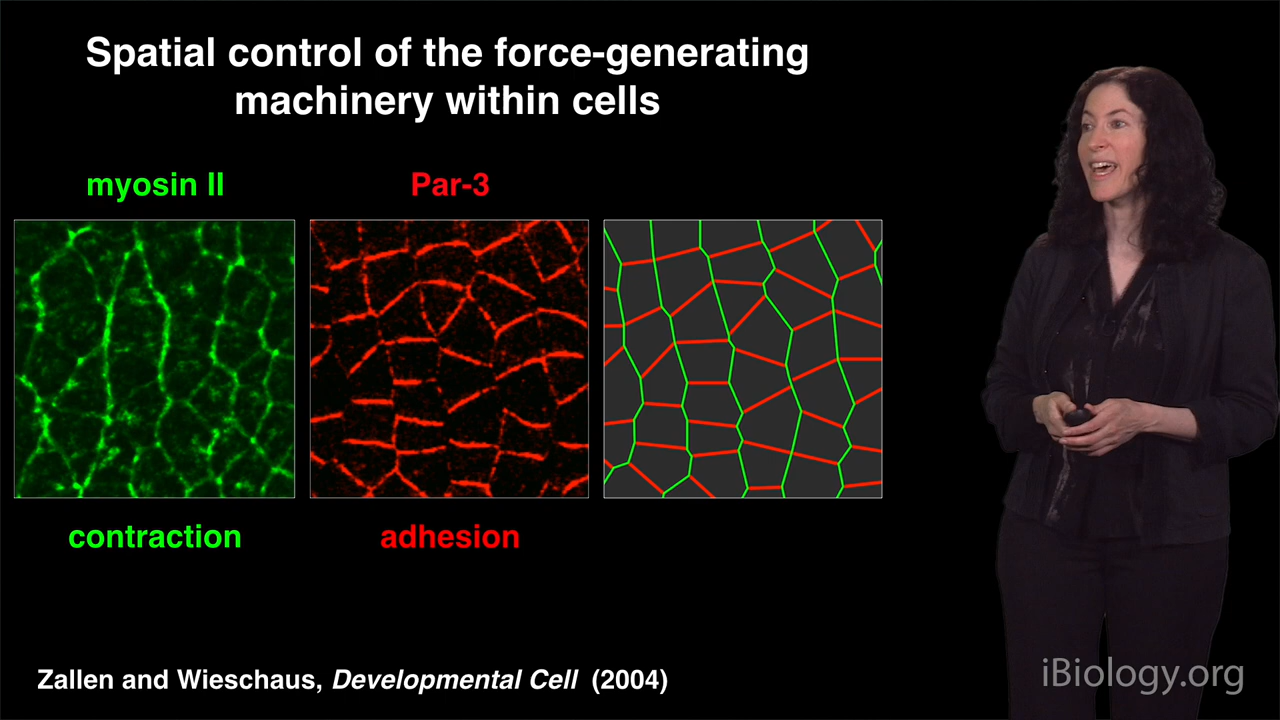 Spatial control of the force-generating
machinery within cells
myosin II
Par-3
contraction
adhesion
Zallen and Wieschaus, Developmental Cell (2004)
iBiology.org